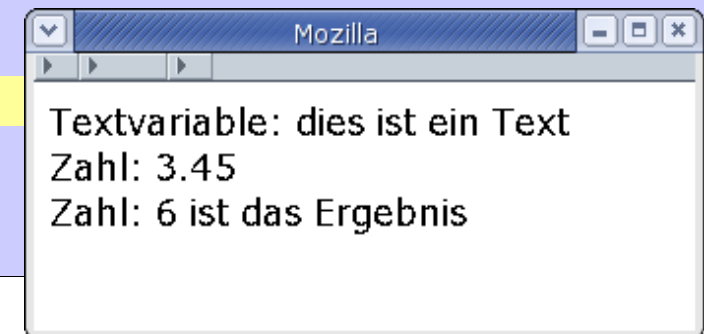 Mozilla
Textvariable: dies ist ein Text
Zahl: 3.45
Zahl: 6 ist das Ergebnis